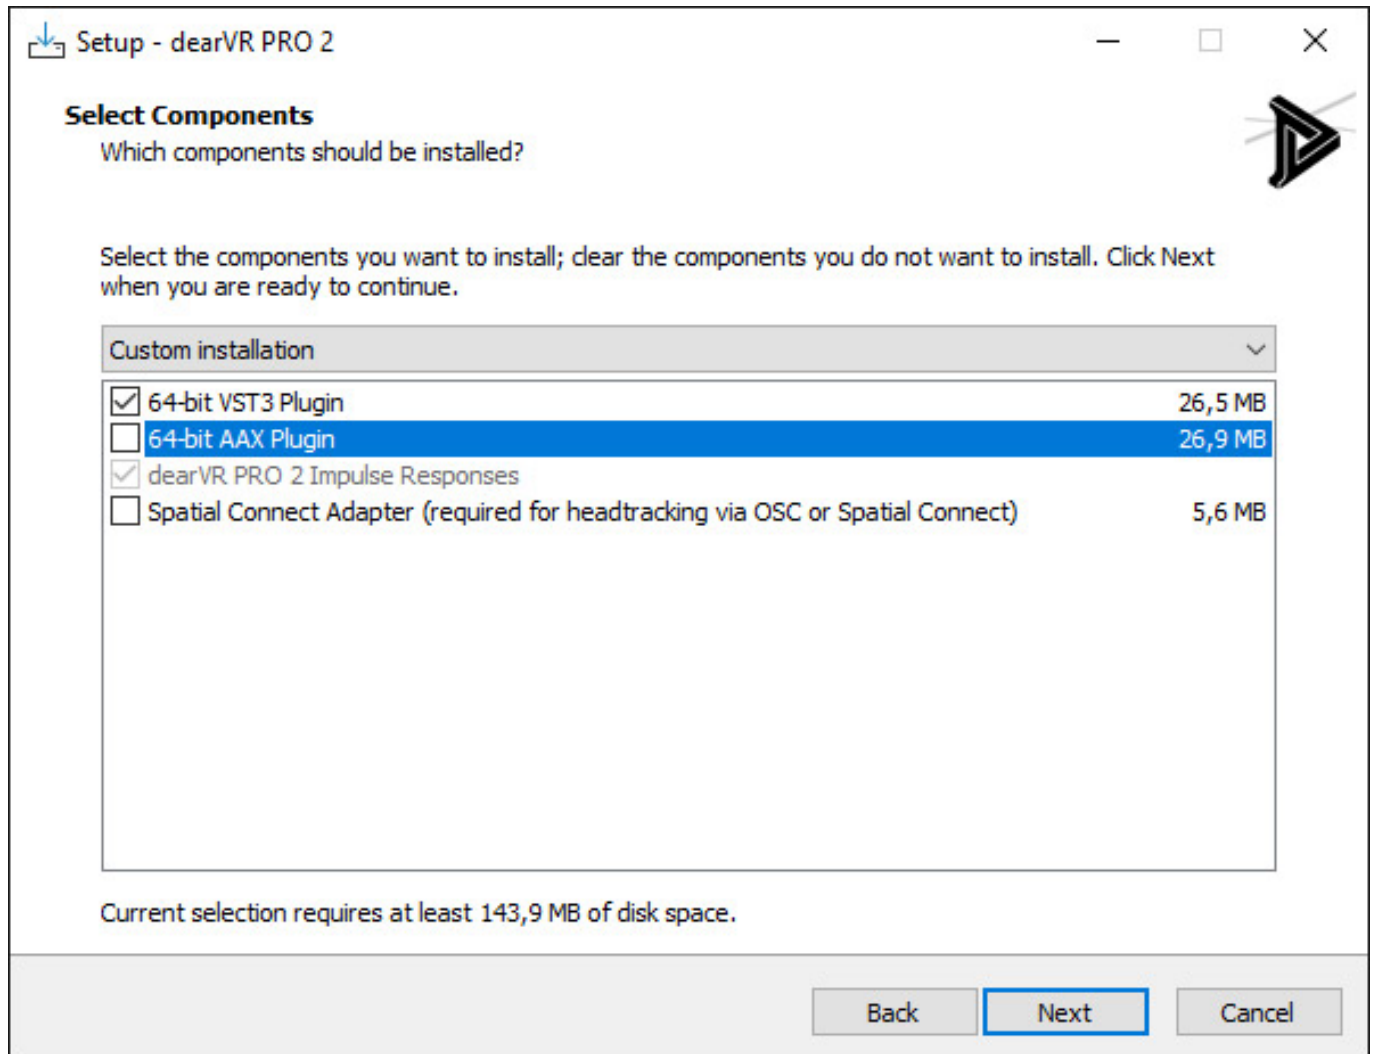 Setup - dearVR PRO 2
Select Components
Which components should be installed?
Select the components you want to install; clear the components you do not want to install. Click Next
when you are ready to continue.
Custom installation
64-bit VST3 Plugin 26,5 MB
64-bit AAX Plugin 26,9 MB
dearVR PRO 2 Impulse Responses
Spatial Connect Adapter (required for headtracking via OSC or Spatial Connect) 5,6 MB
Current selection requires at least 143,9 MB of disk space.
Back Next Cancel